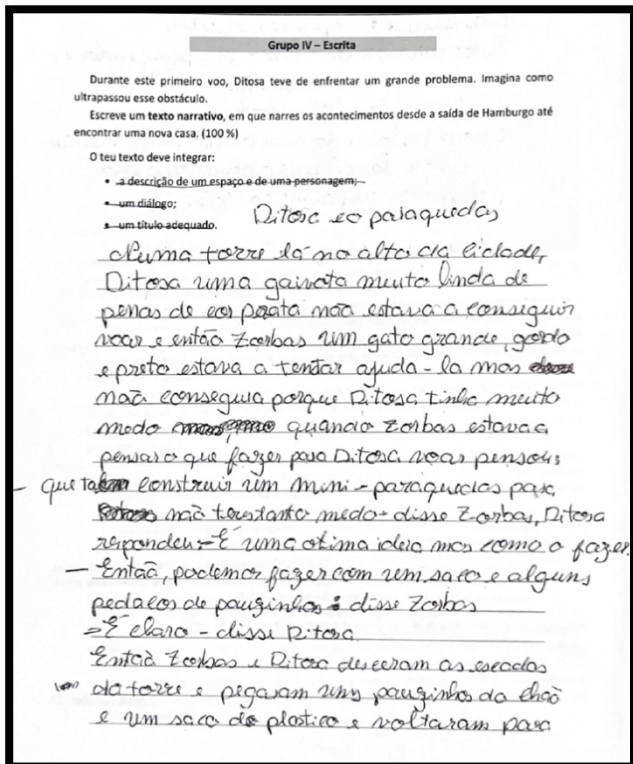 Grupo IV – Escrita
Durante este primeiro voo, Ditosa teve de enfrentar um grande problema. Imagina como
ultrapassou esse obstáculo.
Escreve um texto narrativo, em que narres os acontecimentos desde a saída de Hamburgo até
encontrar uma nova casa. (100 %)
O teu texto deve integrar:
• a descrição de um espaço e de uma personagem;
• um diálogo;
• um título adequado.
Ditosa e o paraquedas
Numa torre lá no alto da cidade,
Ditosa uma gaivota muito linda de
penas de cor prata não estava a conseguir
voar e então Zorbas um gato grande, gordo
e preto estava a tentar ajuda-la mas
não conseguia porque Ditosa tinha muito
medo quando Zorbas estava a
pensar o que fazer para Ditosa voar pensou:
– que tal construir um mini-paraquedas para
não teres tanto medo - disse Zorbas, Ditosa
respondeu: - É uma otima ideia mas como o fazer.
— Então, podemos fazer com um saco e alguns
pedaços de pauzinhos disse Zorbas
- É claro - disse Ditosa
Então Zorbas e Ditosa desceram as escadas
da torre e pegaram uns pauzinhos do chão
e um saco de plastico e voltaram para